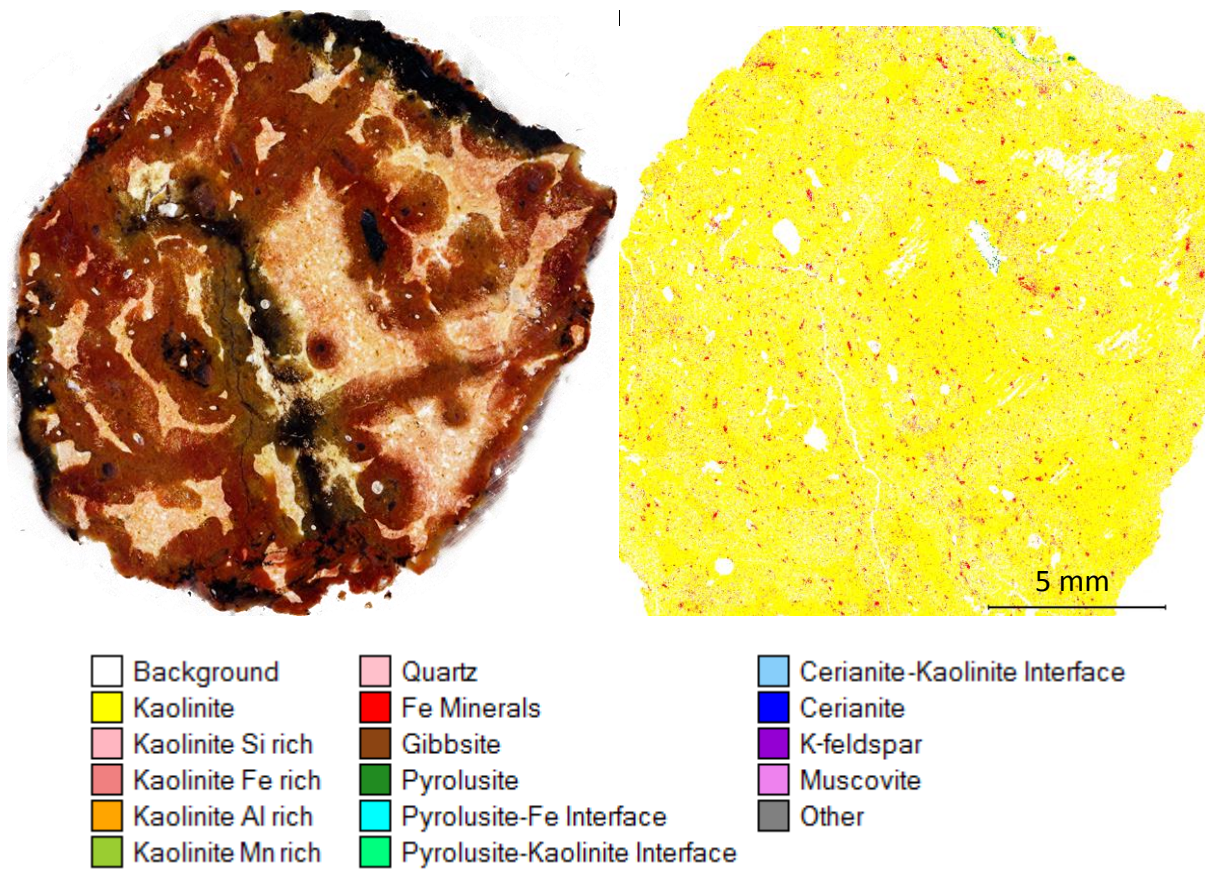 5 mm
Background
Kaolinite
Kaolinite Si rich
Kaolinite Fe rich
Kaolinite Al rich
Kaolinite Mn rich
Quartz
Fe Minerals
Gibbsite
Pyrolusite
Pyrolusite-Fe Interface
Pyrolusite-Kaolinite Interface
Cerianite-Kaolinite Interface
Cerianite
K-feldspar
Muscovite
Other